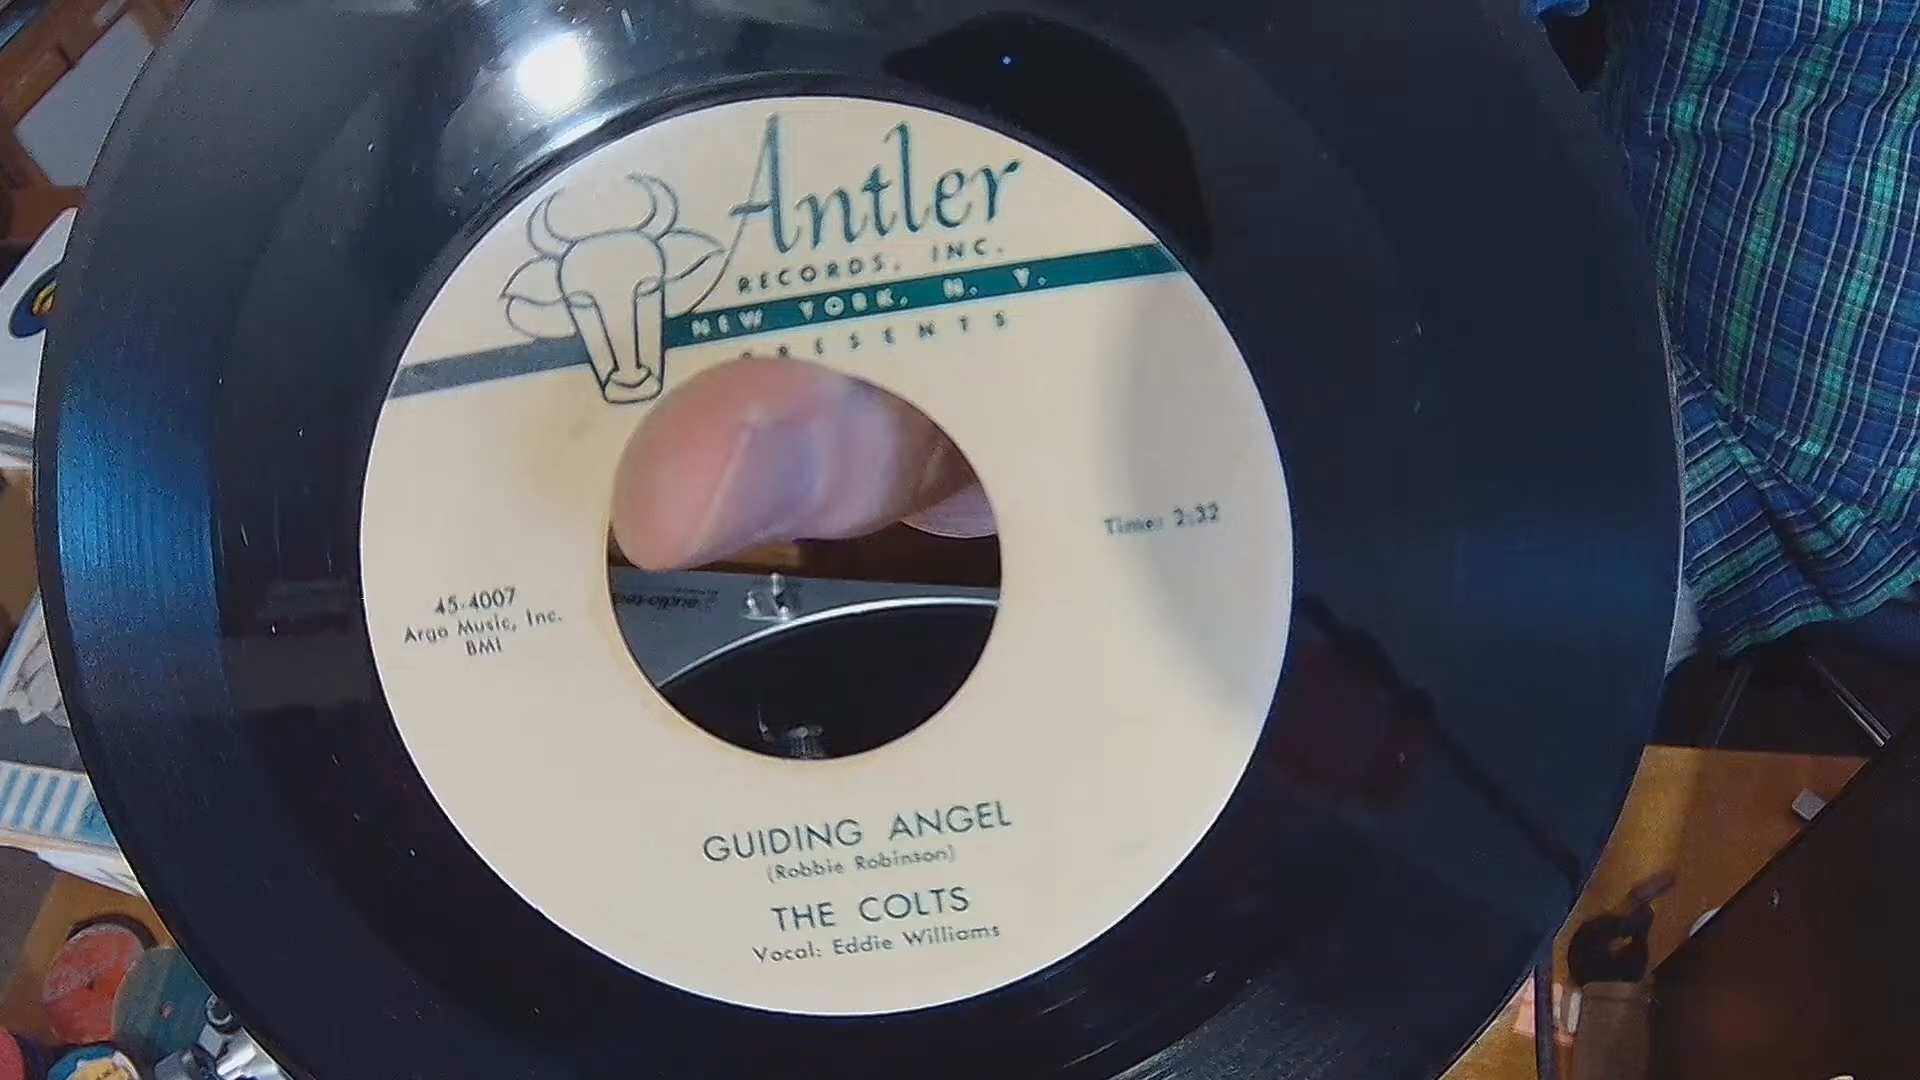 Antler
RECORDS, INC.
NEW YORK, N. Y.
PRESENTS
Time: 2:32
45-4007
Argo Music, Inc.
BMI
GUIDING ANGEL
(Robbie Robinson)
THE COLTS
Vocal: Eddie Williams